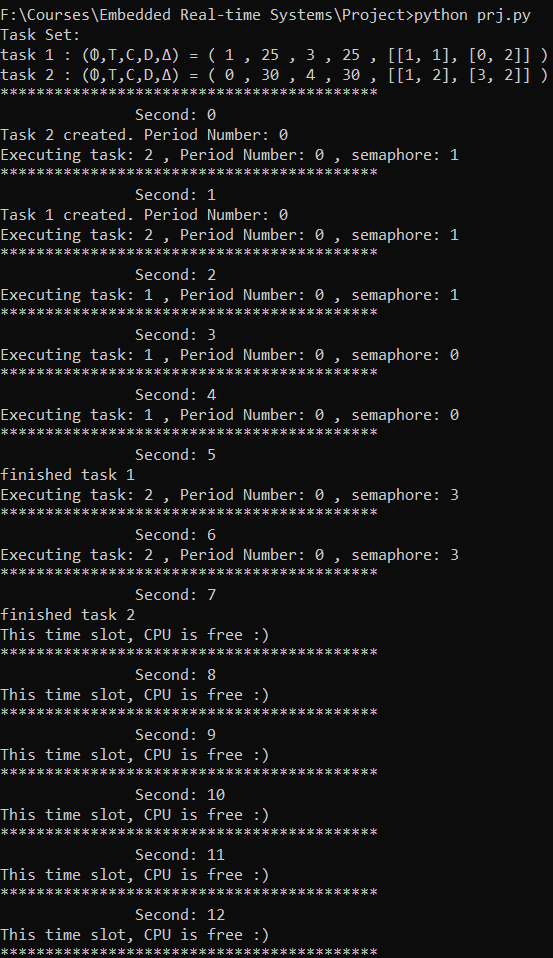 F:\Courses\Embedded Real-time Systems\Project>python prj.py
Task Set:
task 1 : (Φ,T,C,D,Δ) = ( 1 , 25 , 3 , 25 , [[1, 1], [0, 2]] )
task 2 : (Φ,T,C,D,Δ) = ( 0 , 30 , 4 , 30 , [[1, 2], [3, 2]] )
******************************************
Second: 0
Task 2 created. Period Number: 0
Executing task: 2 , Period Number: 0 , semaphore: 1
******************************************
Second: 1
Task 1 created. Period Number: 0
Executing task: 2 , Period Number: 0 , semaphore: 1
******************************************
Second: 2
Executing task: 1 , Period Number: 0 , semaphore: 1
******************************************
Second: 3
Executing task: 1 , Period Number: 0 , semaphore: 0
******************************************
Second: 4
Executing task: 1 , Period Number: 0 , semaphore: 0
******************************************
Second: 5
finished task 1
Executing task: 2 , Period Number: 0 , semaphore: 3
******************************************
Second: 6
Executing task: 2 , Period Number: 0 , semaphore: 3
******************************************
Second: 7
finished task 2
This time slot, CPU is free :)
******************************************
Second: 8
This time slot, CPU is free :)
******************************************
Second: 9
This time slot, CPU is free :)
******************************************
Second: 10
This time slot, CPU is free :)
******************************************
Second: 11
This time slot, CPU is free :)
******************************************
Second: 12
This time slot, CPU is free :)
******************************************